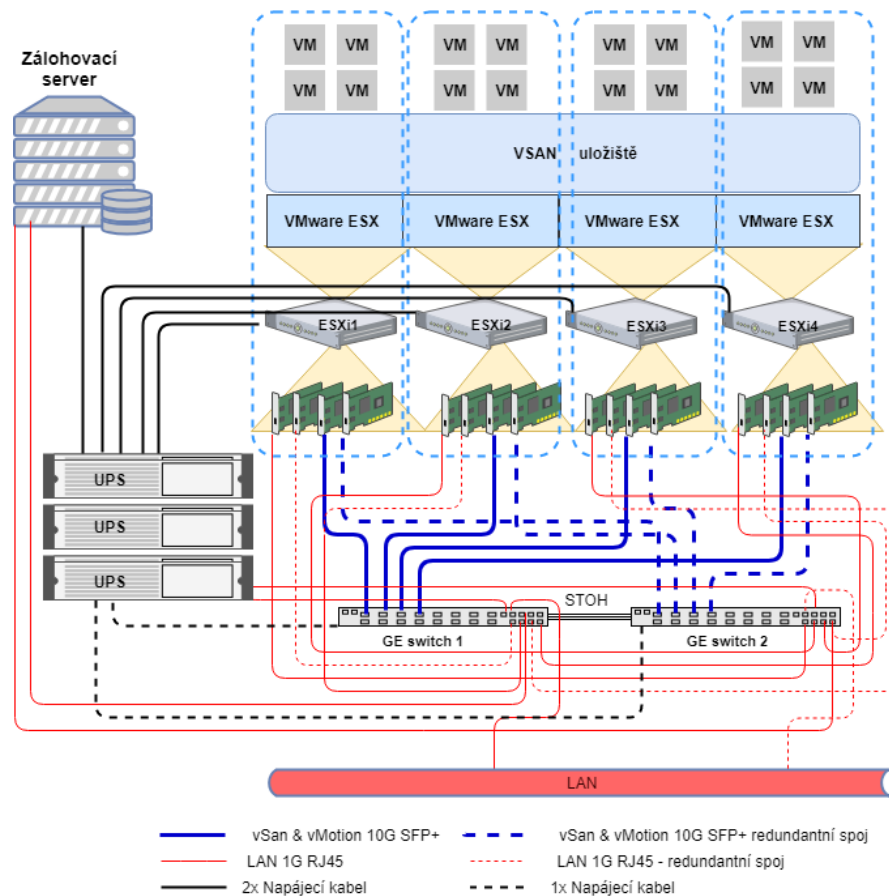 Zálohovací
server
VM VM VM VM VM VM VM VM
VM VM VM VM VM VM VM VM
VSAN uložiště
VMware ESX VMware ESX VMware ESX VMware ESX
ESXi1 ESXi2 ESXi3 ESXi4
UPS
UPS
UPS
STOH
GE switch 1 GE switch 2
LAN
vSan & vMotion 10G SFP+ vSan & vMotion 10G SFP+ redundantní spoj
LAN 1G RJ45 LAN 1G RJ45 - redundantní spoj
2x Napájecí kabel 1x Napájecí kabel